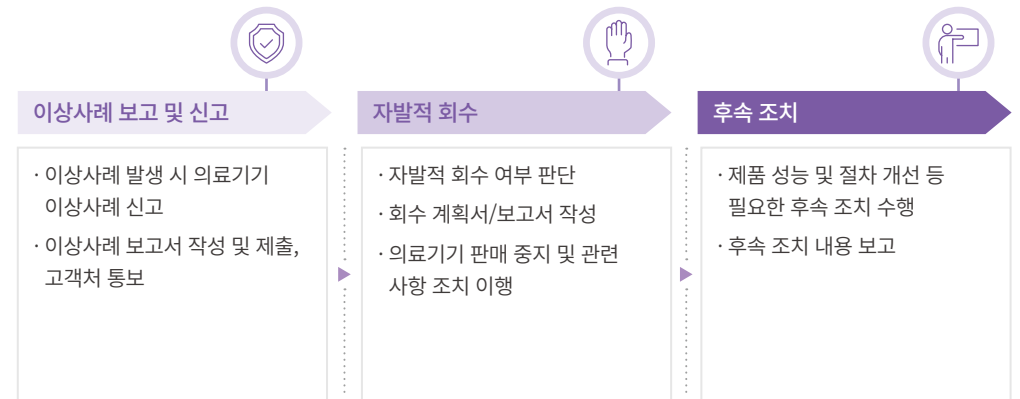 이상사례 보고 및 신고
· 이상사례 발생 시 의료기기
이상사례 신고
· 이상사례 보고서 작성 및 제출,
고객처 통보
자발적 회수
· 자발적 회수 여부 판단
· 회수 계획서/보고서 작성
· 의료기기 판매 중지 및 관련
사항 조치 이행
후속 조치
· 제품 성능 및 절차 개선 등
필요한 후속 조치 수행
· 후속 조치 내용 보고